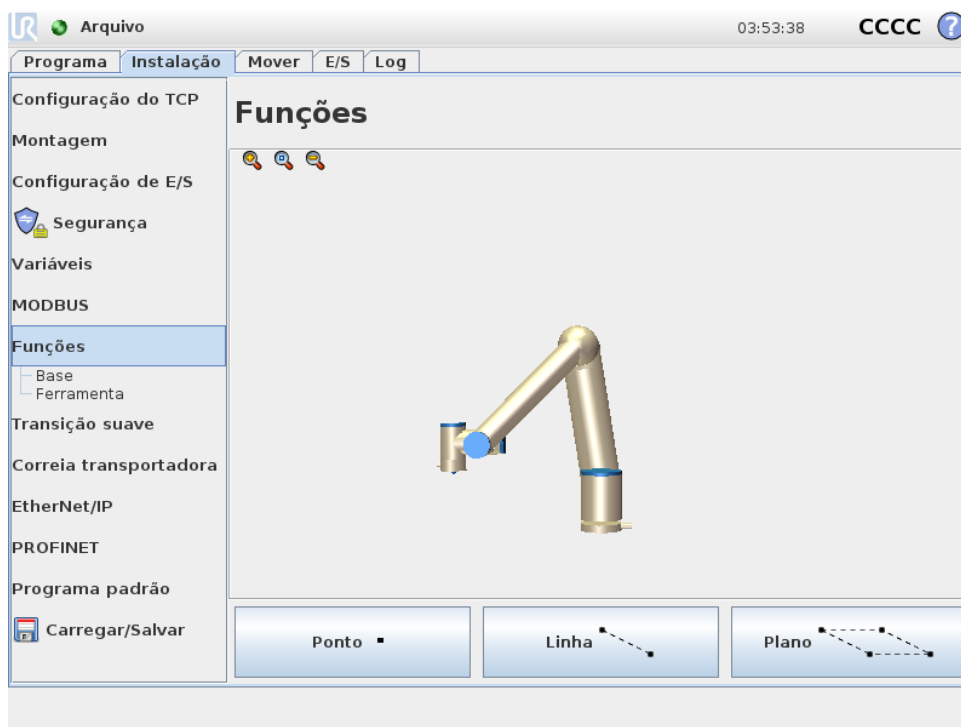 UR Arquivo 03:53:38 CCCC ?
Programa Instalação Mover E/S Log
Configuração do TCP
Montagem
Configuração de E/S
Segurança
Variáveis
MODBUS
Funções
Base
Ferramenta
Transição suave
Correia transportadora
EtherNet/IP
PROFINET
Programa padrão
Carregar/Salvar
Funções
Ponto
Linha
Plano